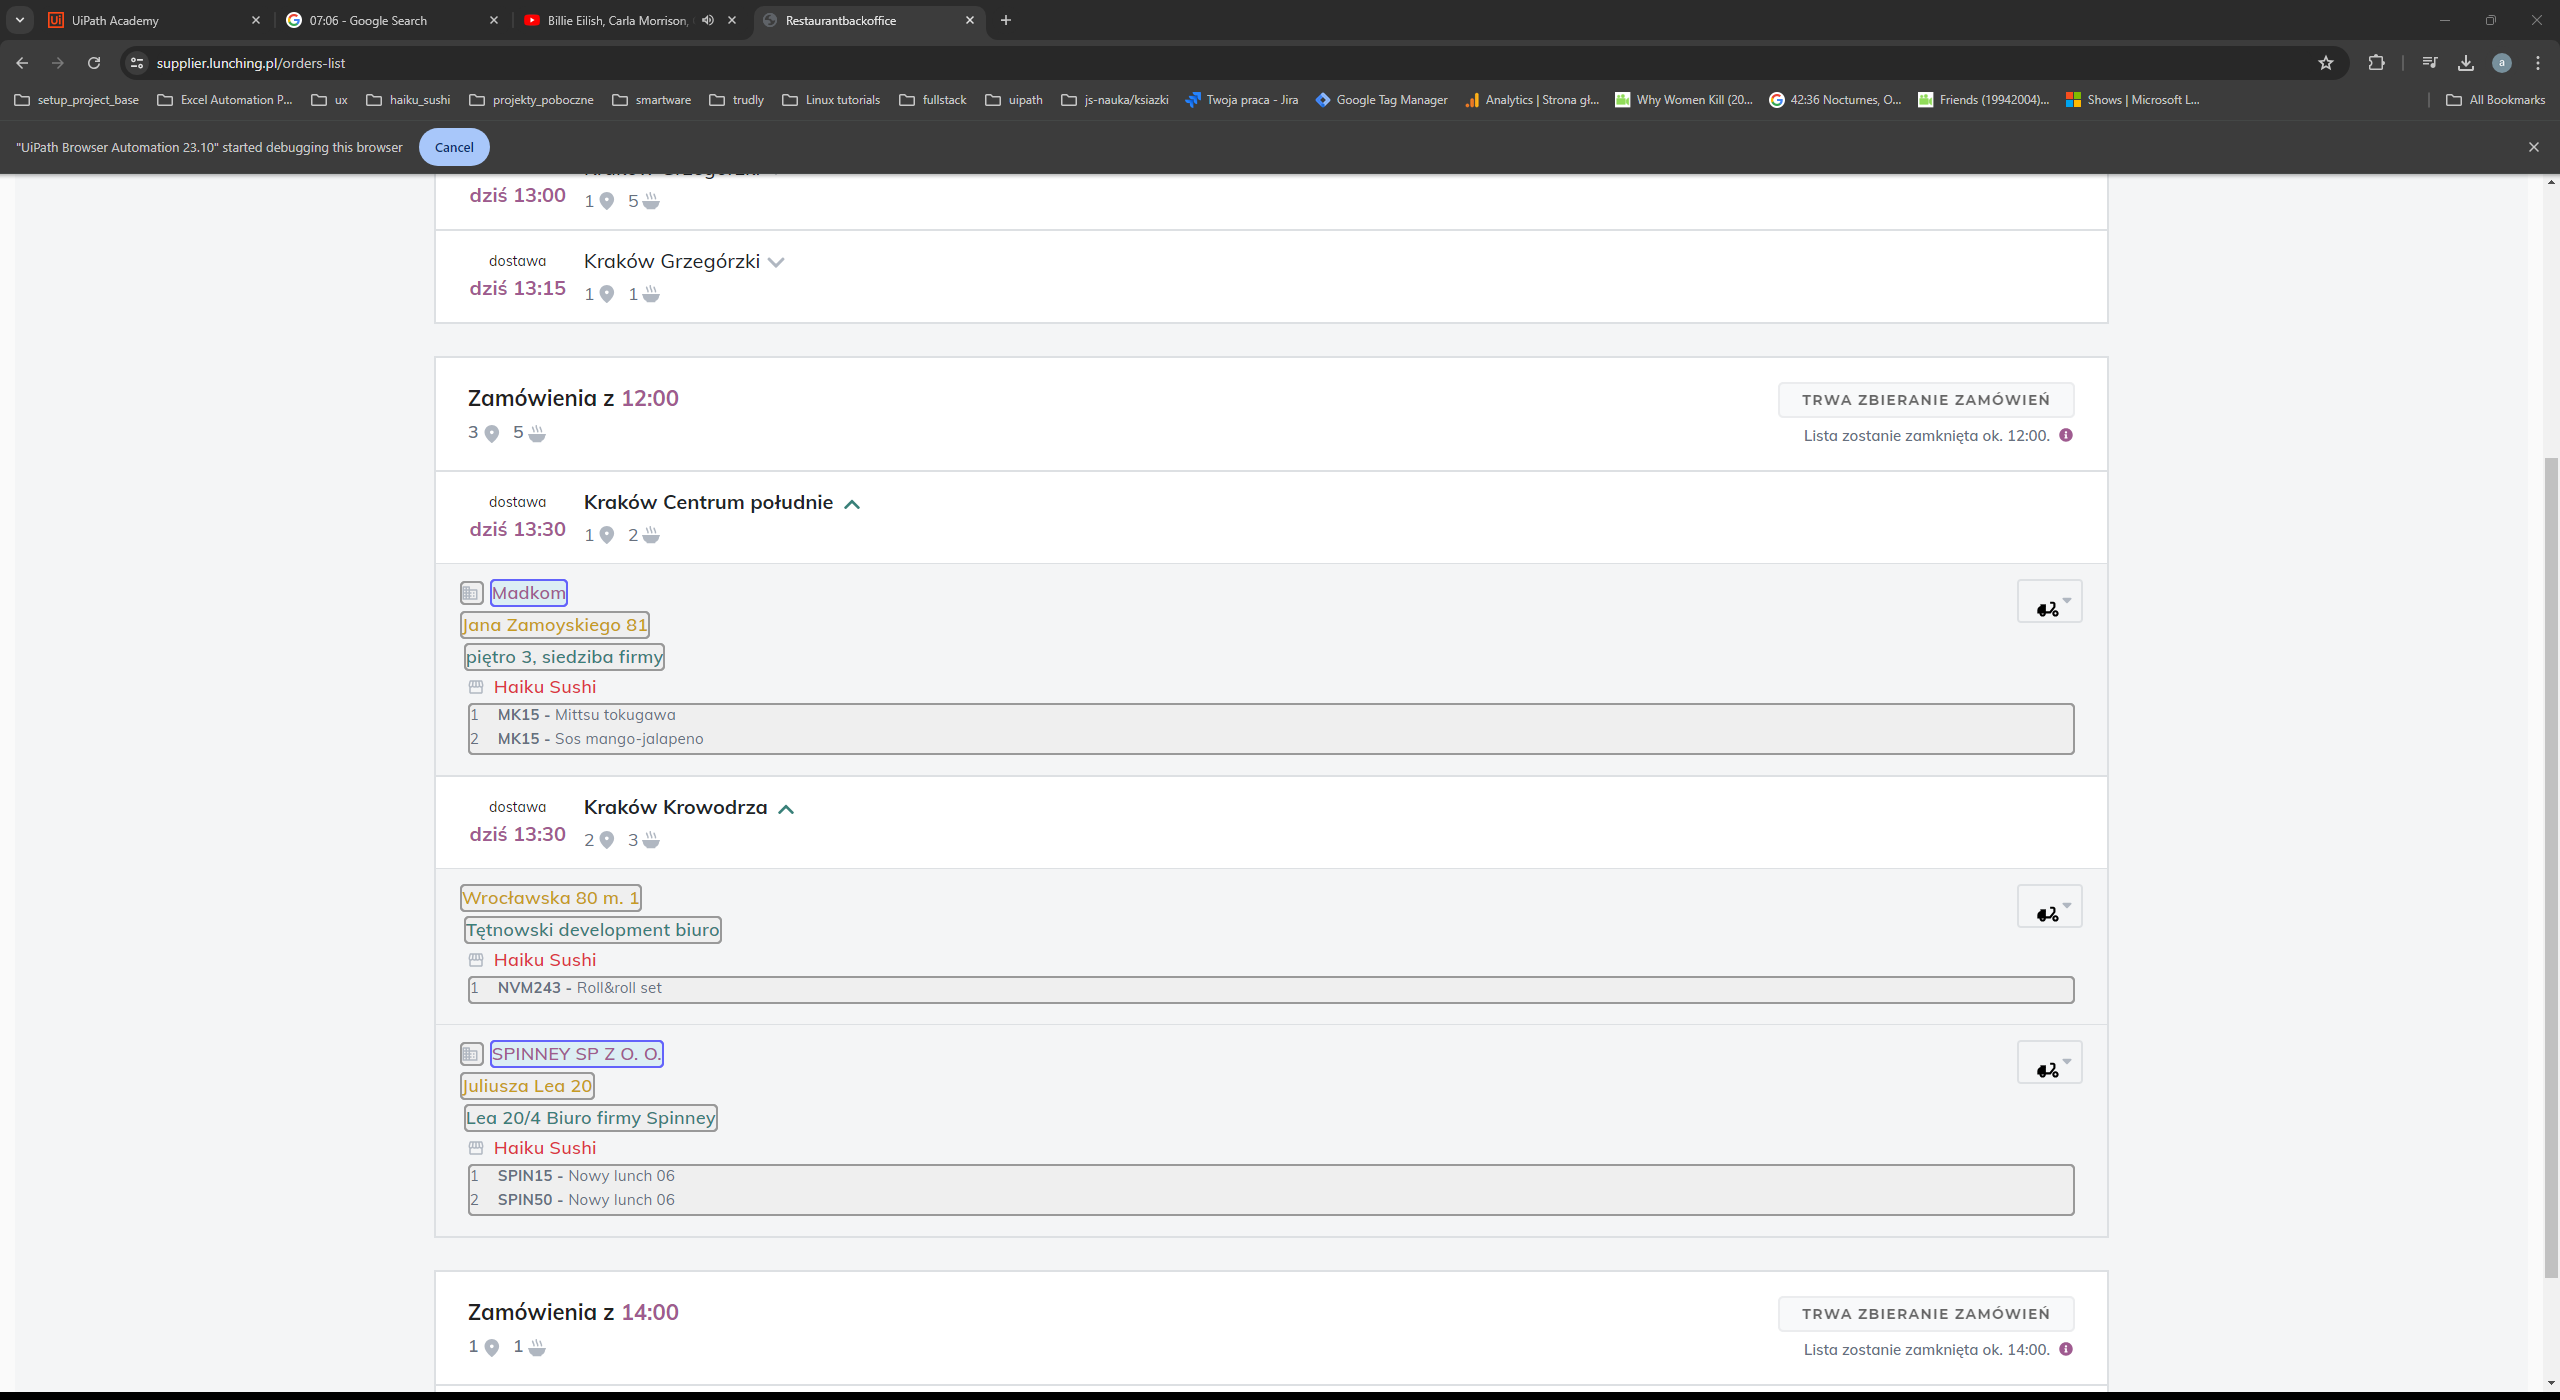 UiPath Academy
07:06 - Google Search
Billie Eilish, Carla Morrison,
Restaurantbackoffice
supplier.lunching.pl/orders-list
a
setup_project_base
Excel Automation P...
ux
haiku_sushi
projekty_poboczne
smartware
trudly
Linux tutorials
fullstack
uipath
js-nauka/ksiazki
Twoja praca - Jira
Google Tag Manager
Analytics | Strona gł...
Why Women Kill (20...
42:36 Nocturnes, O...
Friends (19942004)...
Shows | Microsoft L...
All Bookmarks
"UiPath Browser Automation 23.10" started debugging this browser
Cancel
dziś 13:00
1 5
dostawa
Kraków Grzegórzki
dziś 13:15
1 1
Zamówienia z 12:00
TRWA ZBIERANIE ZAMÓWIEŃ
3 5
Lista zostanie zamknięta ok. 12:00.
dostawa
Kraków Centrum południe
dziś 13:30
1 2
Madkom
Jana Zamoyskiego 81
piętro 3, siedziba firmy
Haiku Sushi
1 MK15 - Mittsu tokugawa
2 MK15 - Sos mango-jalapeno
dostawa
Kraków Krowodrza
dziś 13:30
2 3
Wrocławska 80 m. 1
Tętnowski development biuro
Haiku Sushi
1 NVM243 - Roll&roll set
SPINNEY SP Z O. O.
Juliusza Lea 20
Lea 20/4 Biuro firmy Spinney
Haiku Sushi
1 SPIN15 - Nowy lunch 06
2 SPIN50 - Nowy lunch 06
Zamówienia z 14:00
TRWA ZBIERANIE ZAMÓWIEŃ
1 1
Lista zostanie zamknięta ok. 14:00.